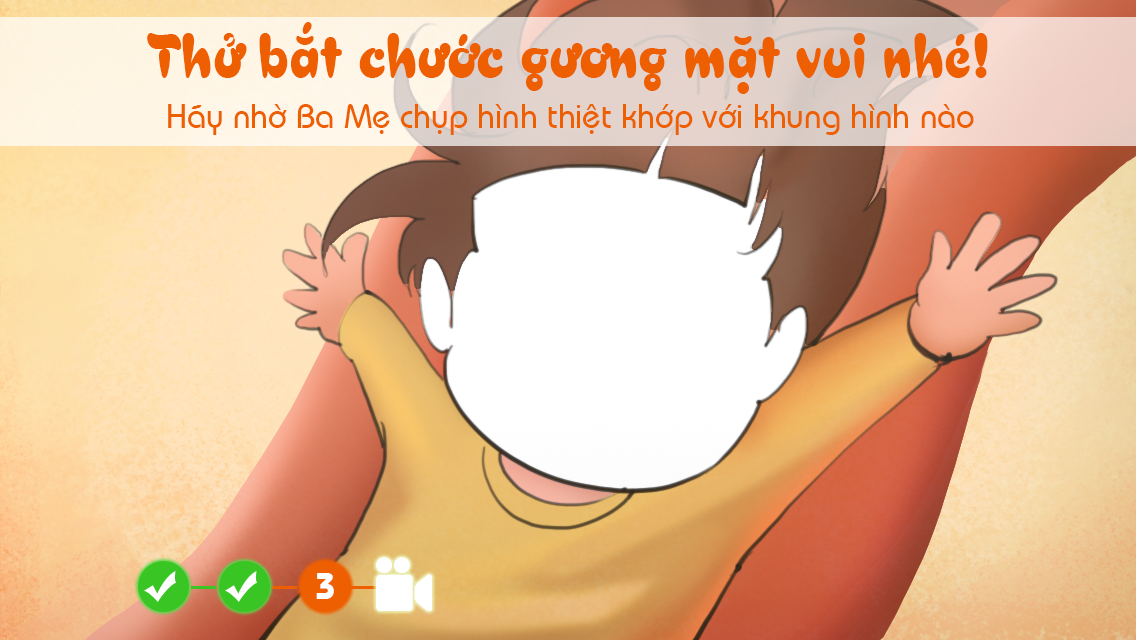 Thử bắt chước gương mặt vui nhé!
Háy nhờ Ba Mẹ chụp hình thiệt khớp với khung hình nào
3